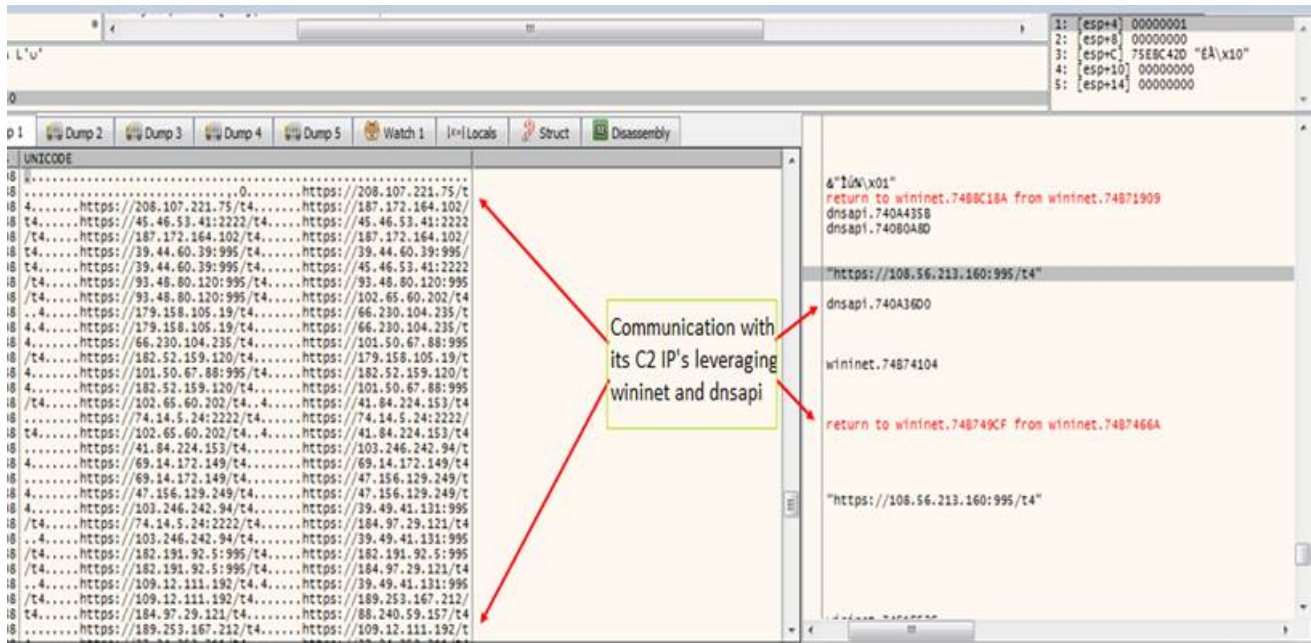 1: [esp+4] 00000001
2: [esp+8] 00000000
3: [esp+C] 75EBC42D "ÉÅ\x10"
4: [esp+10] 00000000
5: [esp+14] 00000000
L'u'
0
p 1 Dump 2 Dump 3 Dump 4 Dump 5 Watch 1 [x=] Locals Struct Disassembly
UNICODE
...............................0.......https://208.107.221.75/t
4.......https://208.107.221.75/t4.......https://187.172.164.102/
t4......https://45.46.53.41:2222/t4.....https://45.46.53.41:2222
/t4.....https://187.172.164.102/t4......https://187.172.164.102/
t4......https://39.44.60.39:995/t4......https://39.44.60.39:995/
t4......https://39.44.60.39:995/t4......https://45.46.53.41:2222
/t4.....https://93.48.80.120:995/t4.....https://93.48.80.120:995
/t4.....https://93.48.80.120:995/t4.....https://102.65.60.202/t4
..4.....https://179.158.105.19/t4.......https://66.230.104.235/t
4.4.....https://179.158.105.19/t4.......https://66.230.104.235/t
4.......https://66.230.104.235/t4.......https://101.50.67.88:995
/t4.....https://182.52.159.120/t4.......https://179.158.105.19/t
4.......https://101.50.67.88:995/t4.....https://182.52.159.120/t
4.......https://182.52.159.120/t4.......https://101.50.67.88:995
/t4.....https://102.65.60.202/t4..4.....https://41.84.224.153/t4
........https://74.14.5.24:2222/t4......https://74.14.5.24:2222/
t4......https://102.65.60.202/t4..4.....https://41.84.224.153/t4
........https://41.84.224.153/t4........https://103.246.242.94/t
4.......https://69.14.172.149/t4........https://69.14.172.149/t4
........https://69.14.172.149/t4........https://47.156.129.249/t
4.......https://47.156.129.249/t4.......https://47.156.129.249/t
4.......https://103.246.242.94/t4.......https://39.49.41.131:995
/t4.....https://74.14.5.24:2222/t4......https://184.97.29.121/t4
..4.....https://103.246.242.94/t4.......https://39.49.41.131:995
/t4.....https://182.191.92.5:995/t4.....https://182.191.92.5:995
/t4.....https://182.191.92.5:995/t4.....https://184.97.29.121/t4
..4.....https://109.12.111.192/t4.4.....https://39.49.41.131:995
/t4.....https://109.12.111.192/t4.......https://189.253.167.212/
t4......https://184.97.29.121/t4........https://88.240.59.157/t4
........https://189.253.167.212/t4......https://109.12.111.192/t
Communication with
its C2 IP's leveraging
wininet and dnsapi
return to wininet.74B8C18A from wininet.74B71909
dnsapi.740A4358
dnsapi.740B0A8D
"https://108.56.213.160:995/t4"
dnsapi.740A36D0
wininet.74B74104
return to wininet.74B749CF from wininet.74B7466A
"https://108.56.213.160:995/t4"